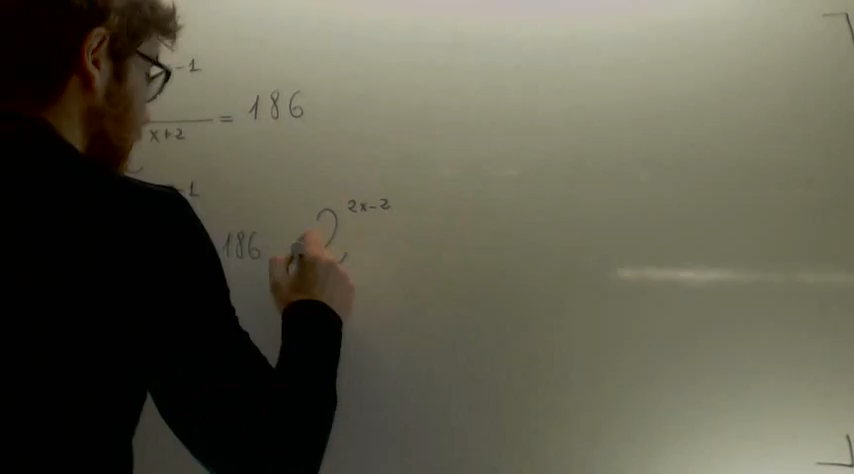 -1
x+2 = 186
-1
186 2^2x-2